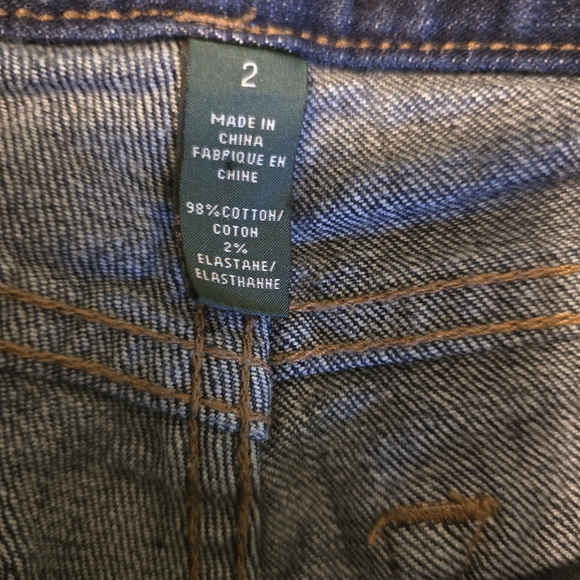 2
MADE IN
CHINA
FABRIQUE EN
CHINE
98%COTTON/
COTON
2%
ELASTANE/
ELASTHANNE